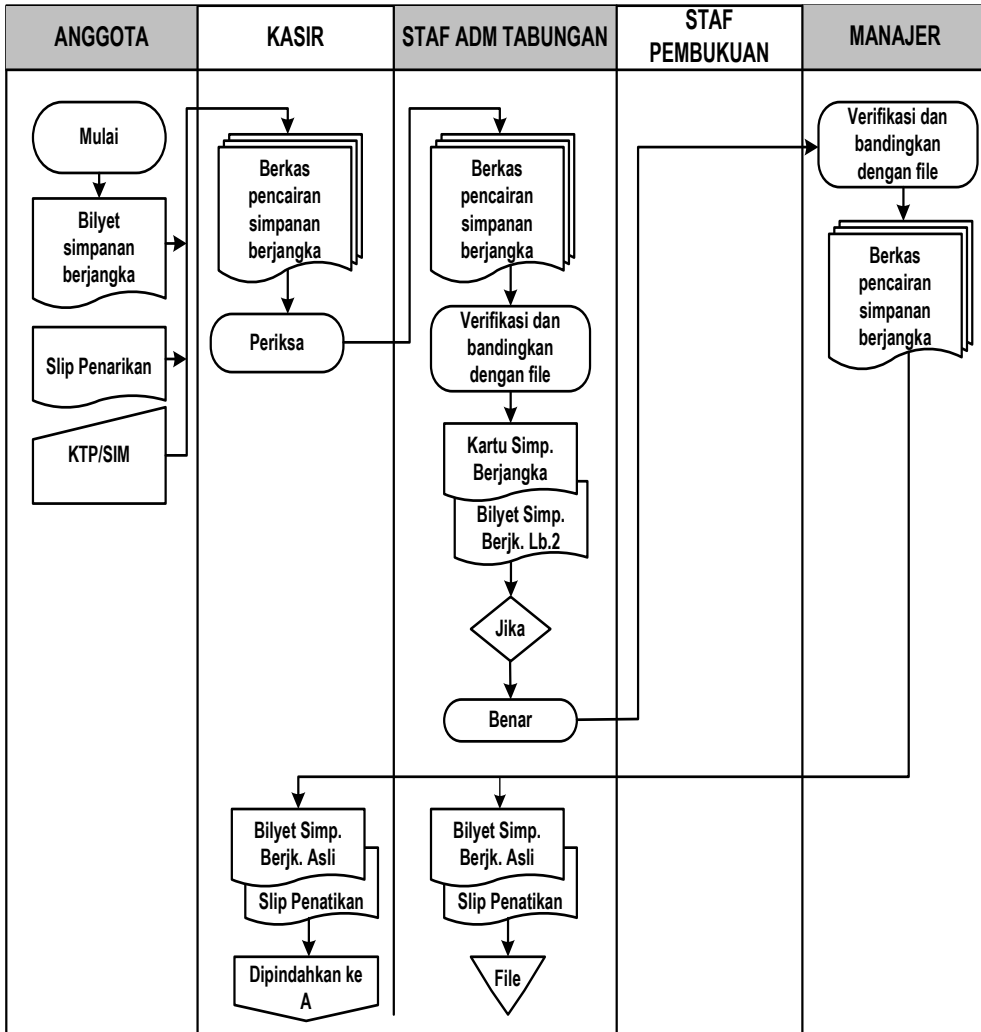 ANGGOTA
KASIR
STAF ADM TABUNGAN
STAF
PEMBUKUAN
MANAJER
Mulai
Bilyet
simpanan
berjangka
Slip Penarikan
KTP/SIM
Berkas
pencairan
simpanan
berjangka
Periksa
Berkas
pencairan
simpanan
berjangka
Verifikasi dan
bandingkan
dengan file
Kartu Simp.
Berjangka
Bilyet Simp.
Berjk. Lb.2
Jika
Benar
Verifikasi dan
bandingkan
dengan file
Berkas
pencairan
simpanan
berjangka
Bilyet Simp.
Berjk. Asli
Slip Penatikan
Dipindahkan ke
A
Bilyet Simp.
Berjk. Asli
Slip Penatikan
File